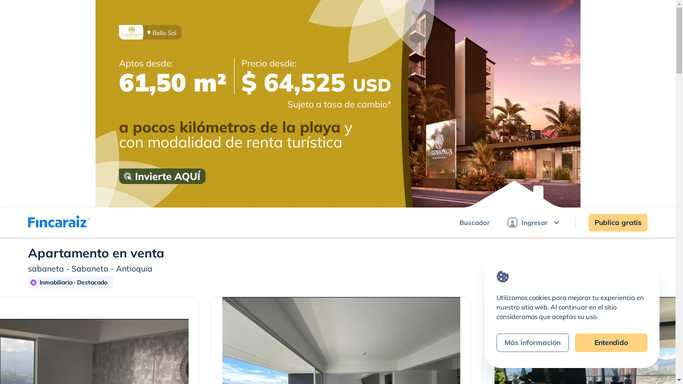 Bello Sol
Aptos desde:
61,50 m²
Precio desde:
$ 64,525 USD
Sujeto a tasa de cambio*
a pocos kilómetros de la playa y
con modalidad de renta turística
Invierte AQUÍ
Fincaraiz
Buscador
Ingresar
Publica gratis
Apartamento en venta
sabaneta - Sabaneta - Antioquia
Inmobiliaria · Destacado
Utilizamos cookies para mejorar tu experiencia en
nuestro sitio web. Al continuar en el sitio
consideramos que aceptas su uso.
Más información
Entendido